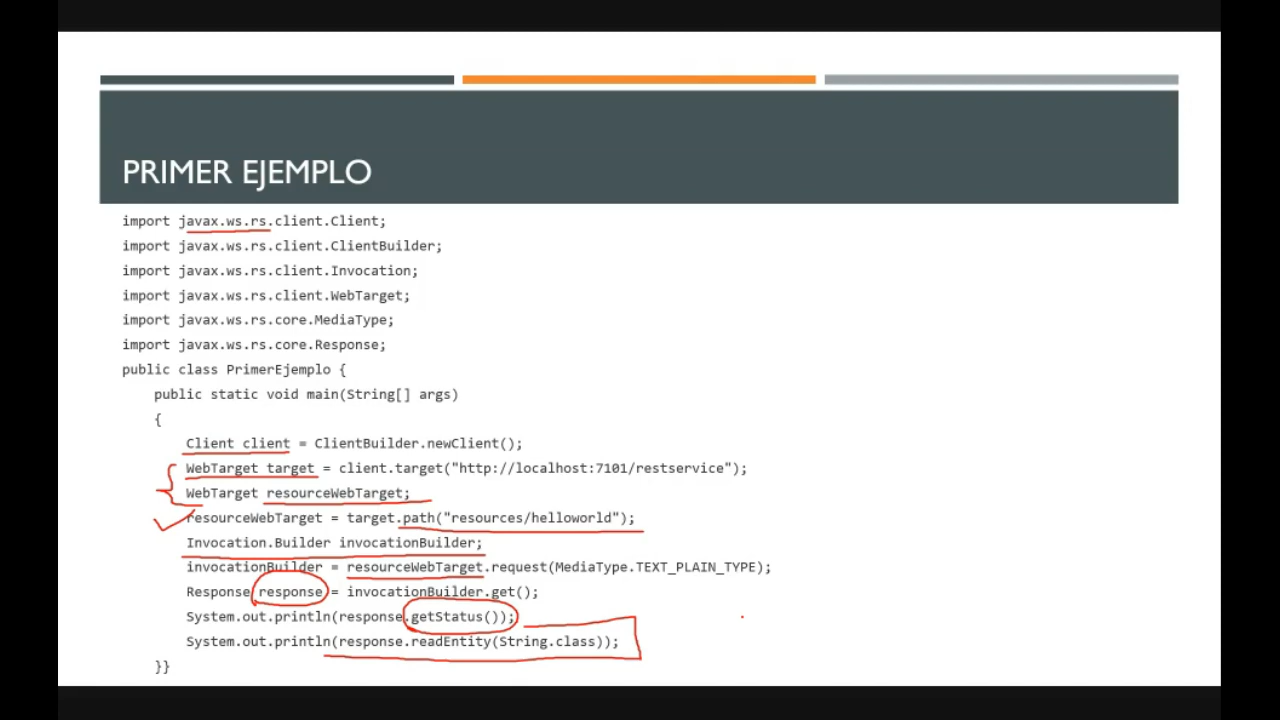 PRIMER EJEMPLO
import javax.ws.rs.client.Client;
import javax.ws.rs.client.ClientBuilder;
import javax.ws.rs.client.Invocation;
import javax.ws.rs.client.WebTarget;
import javax.ws.rs.core.MediaType;
import javax.ws.rs.core.Response;
public class PrimerEjemplo {
    public static void main(String[] args)
    {
        Client client = ClientBuilder.newClient();
        WebTarget target = client.target("http://localhost:7101/restservice");
        WebTarget resourceWebTarget;
        resourceWebTarget = target.path("resources/helloworld");
        Invocation.Builder invocationBuilder;
        invocationBuilder = resourceWebTarget.request(MediaType.TEXT_PLAIN_TYPE);
        Response response = invocationBuilder.get();
        System.out.println(response.getStatus());
        System.out.println(response.readEntity(String.class));
    }}